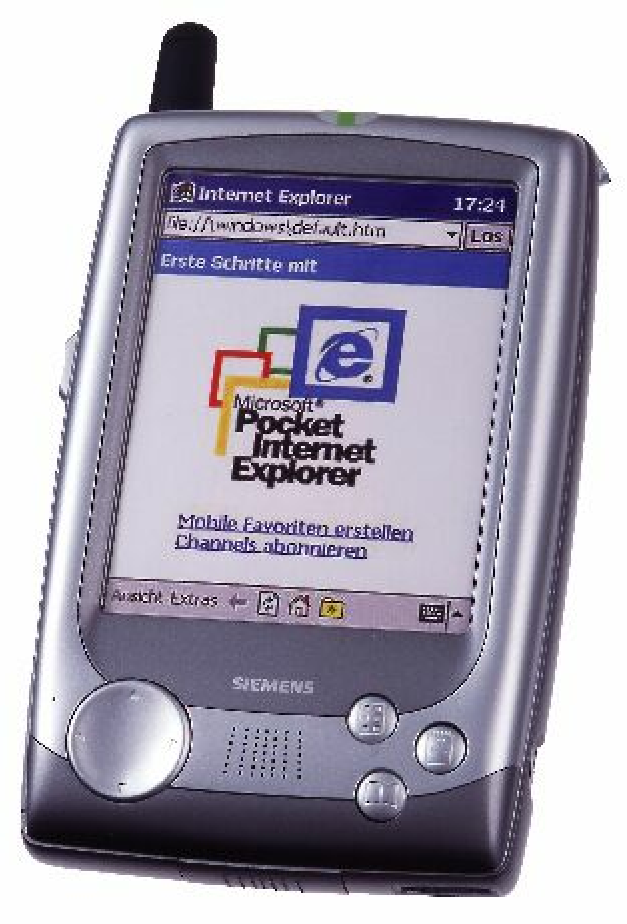 Internet Explorer 17:24
file://\windows\default.htm Los
Erste Schritte mit
Microsoft®
Pocket
Internet
Explorer
Mobile Favoriten erstellen
Channels abonnieren
Ansicht Extras
SIEMENS